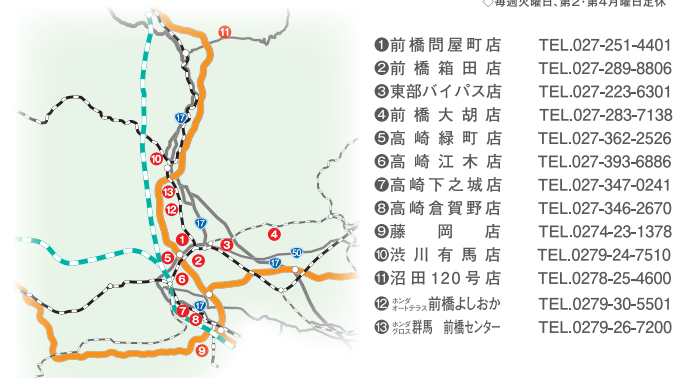 ◇毎週火曜日、第2・第4月曜日定休
❶前橋問屋町店 TEL.027-251-4401
❷前橋箱田店 TEL.027-289-8806
❸東部バイパス店 TEL.027-223-6301
❹前橋大胡店 TEL.027-283-7138
❺高崎緑町店 TEL.027-362-2526
❻高崎江木店 TEL.027-393-6886
❼高崎下之城店 TEL.027-347-0241
❽高崎倉賀野店 TEL.027-346-2670
❾藤岡店 TEL.0274-23-1378
❿渋川有馬店 TEL.0279-24-7510
⓫沼田120号店 TEL.0278-25-4600
⓬ホンダオートテラス前橋よしおか TEL.0279-30-5501
⓭ホンダグロス群馬 前橋センター TEL.0279-26-7200
11
17
10
13
12
17
4
1
3
50
5
2
17
6
17
7
8
9